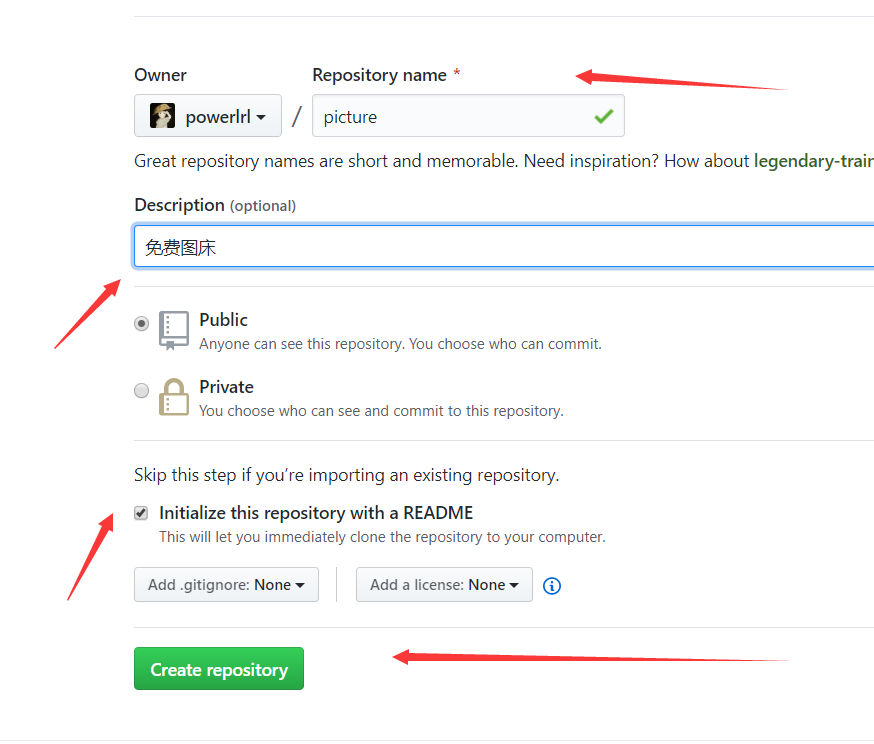 Owner Repository name *
powerlrl / picture
Great repository names are short and memorable. Need inspiration? How about legendary-train
Description (optional)
免费图床
Public
Anyone can see this repository. You choose who can commit.
Private
You choose who can see and commit to this repository.
Skip this step if you’re importing an existing repository.
Initialize this repository with a README
This will let you immediately clone the repository to your computer.
Add .gitignore: None Add a license: None
Create repository